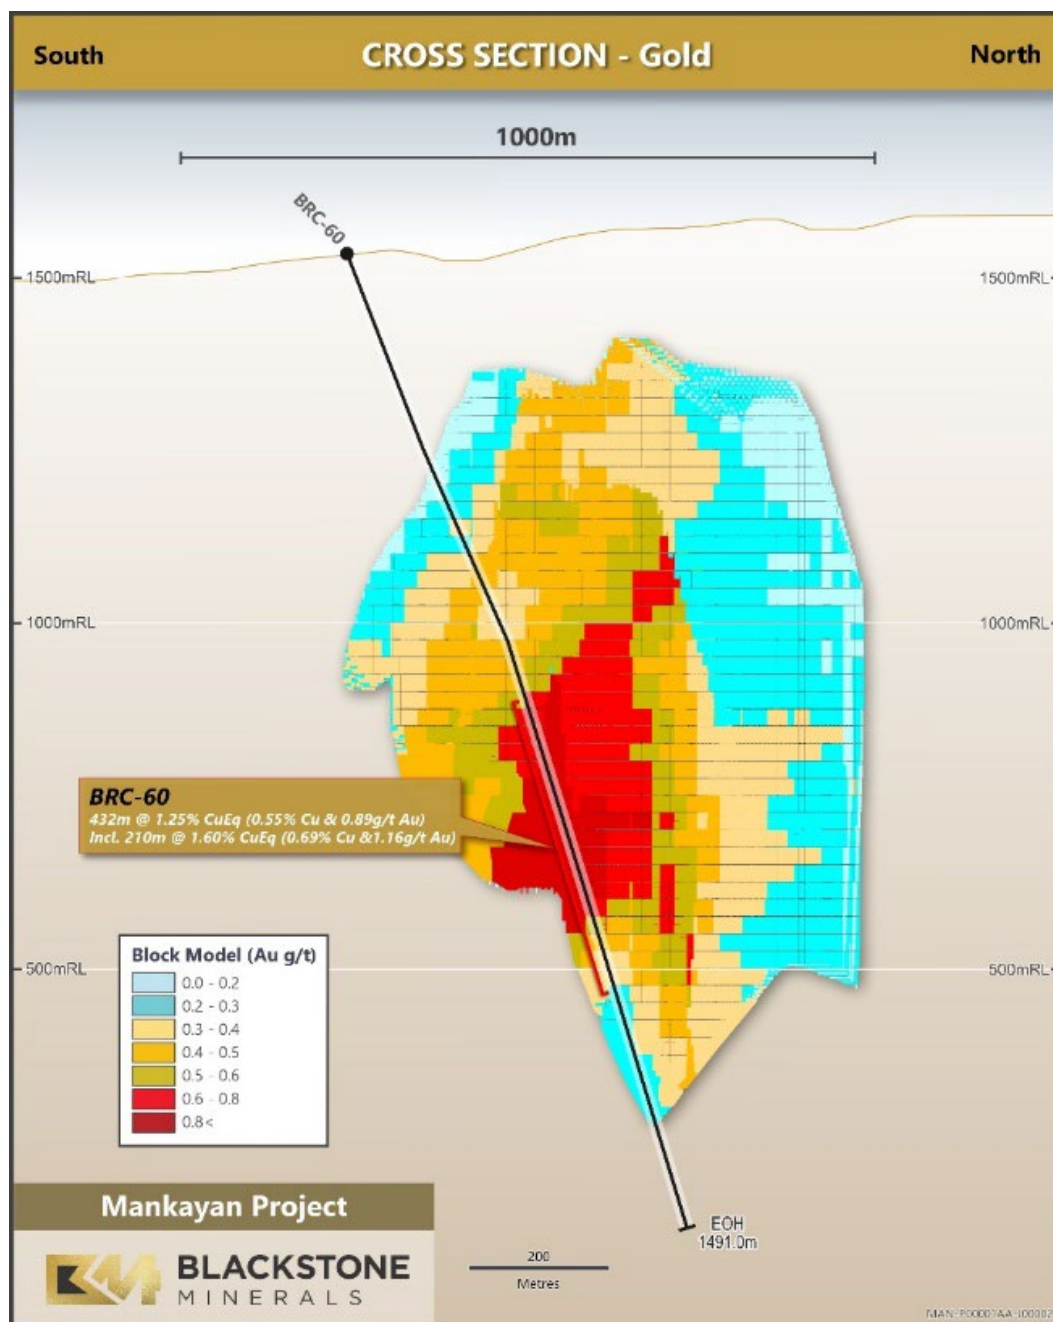 South CROSS SECTION - Gold North
1000m
BRC-60
1500mRL 1500mRL
1000mRL 1000mRL
BRC-60
432m @ 1.25% CuEq (0.55% Cu & 0.89g/t Au)
Incl. 210m @ 1.60% CuEq (0.69% Cu &1.16g/t Au)
500mRL 500mRL
Block Model (Au g/t)
0.0 - 0.2
0.2 - 0.3
0.3 - 0.4
0.4 - 0.5
0.5 - 0.6
0.6 - 0.8
0.8<
Mankayan Project
BLACKSTONE
MINERALS
200
Metres
EOH
1491.0m